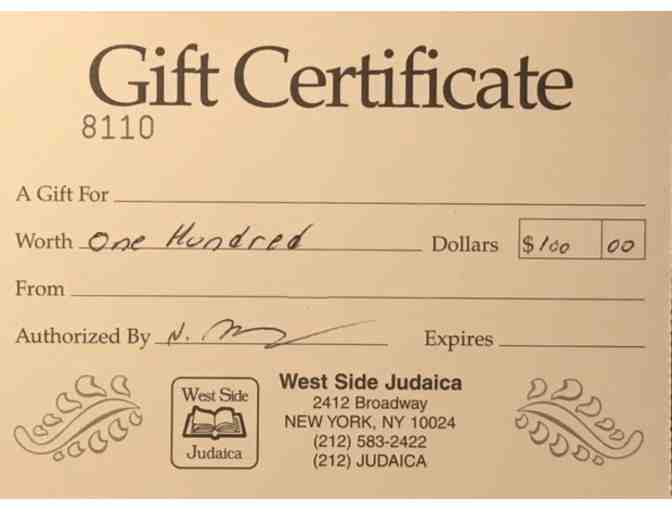 Gift Certificate
8110
A Gift For
Worth One Hundred Dollars $100 00
From
Authorized By N.
Expires
West Side
Judaica
West Side Judaica
2412 Broadway
NEW YORK, NY 10024
(212) 583-2422
(212) JUDAICA